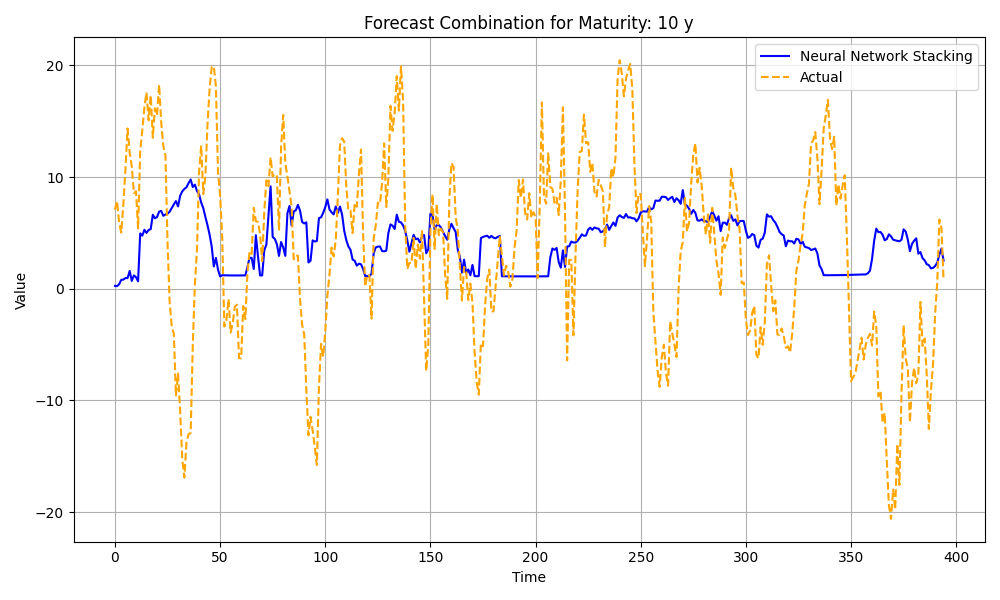 Forecast Combination for Maturity: 10 y
Neural Network Stacking
Actual
Value
20
10
0
−10
−20
0 50 100 150 200 250 300 350 400
Time